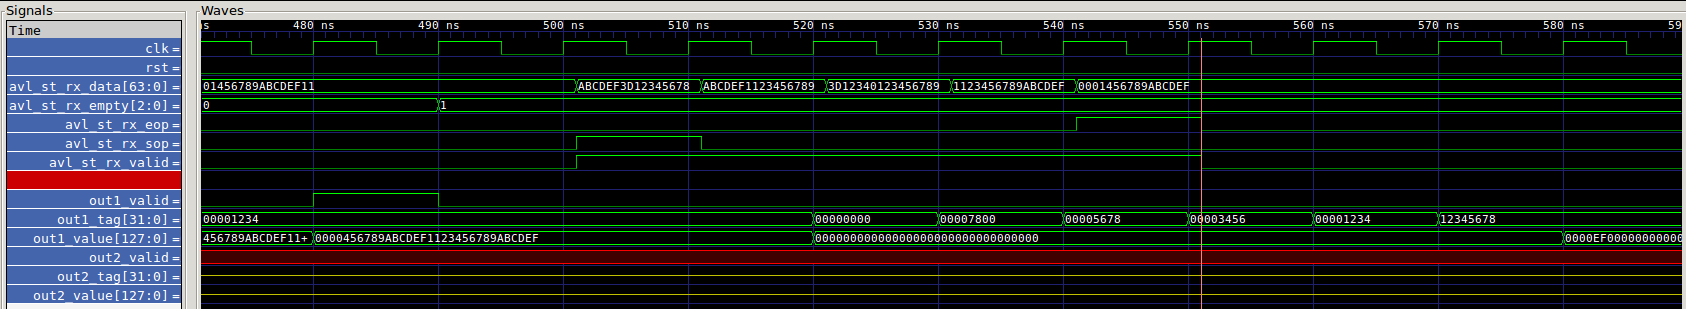 Signals Waves
Time ns 480 ns 490 ns 500 ns 510 ns 520 ns 530 ns 540 ns 550 ns 560 ns 570 ns 580 ns 59
clk =
rst =
avl_st_rx_data[63:0] = 01456789ABCDEF11 ABCDEF3D12345678 ABCDEF1123456789 3D12340123456789 1123456789ABCDEF 0001456789ABCDEF
avl_st_rx_empty[2:0] = 0 1
avl_st_rx_eop =
avl_st_rx_sop =
avl_st_rx_valid =
out1_valid =
out1_tag[31:0] = 00001234 00000000 00007800 00005678 00003456 00001234 12345678
out1_value[127:0] = 456789ABCDEF11+ 0000456789ABCDEF1123456789ABCDEF 00000000000000000000000000000000 0000EF00000000000
out2_valid =
out2_tag[31:0] =
out2_value[127:0] =